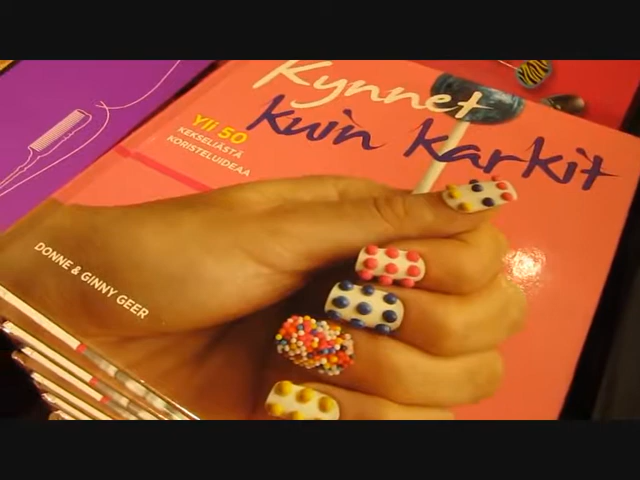 Kynnet
kuin karkit
Yli 50
KEKSELIÄSTÄ
KORISTELUIDEAA
DONNE & GINNY GEER